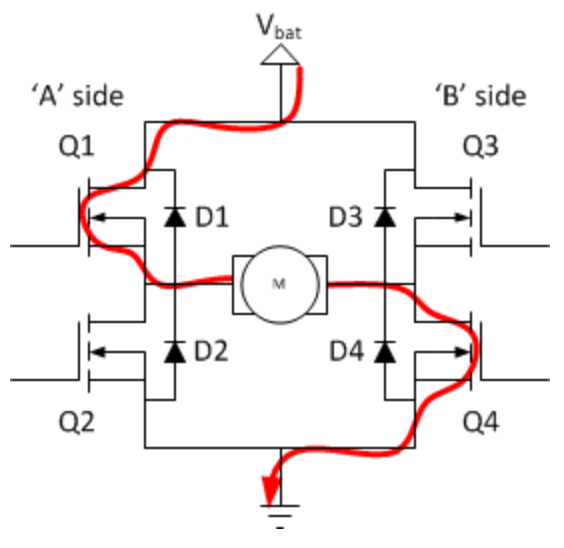 Vbat
‘A’ side
‘B’ side
Q1
Q3
D1
D3
M
D2
D4
Q2
Q4